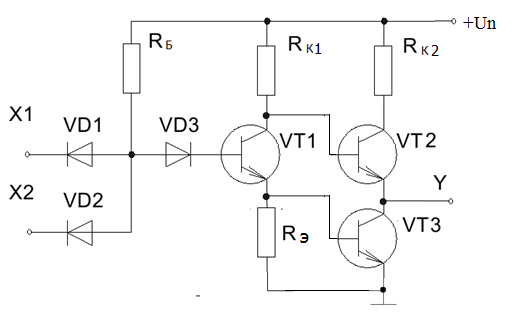 +Un
RБ
Rк1
Rк2
X1
VD1
VD3
VT1
VT2
X2
VD2
Y
VT3
RЭ